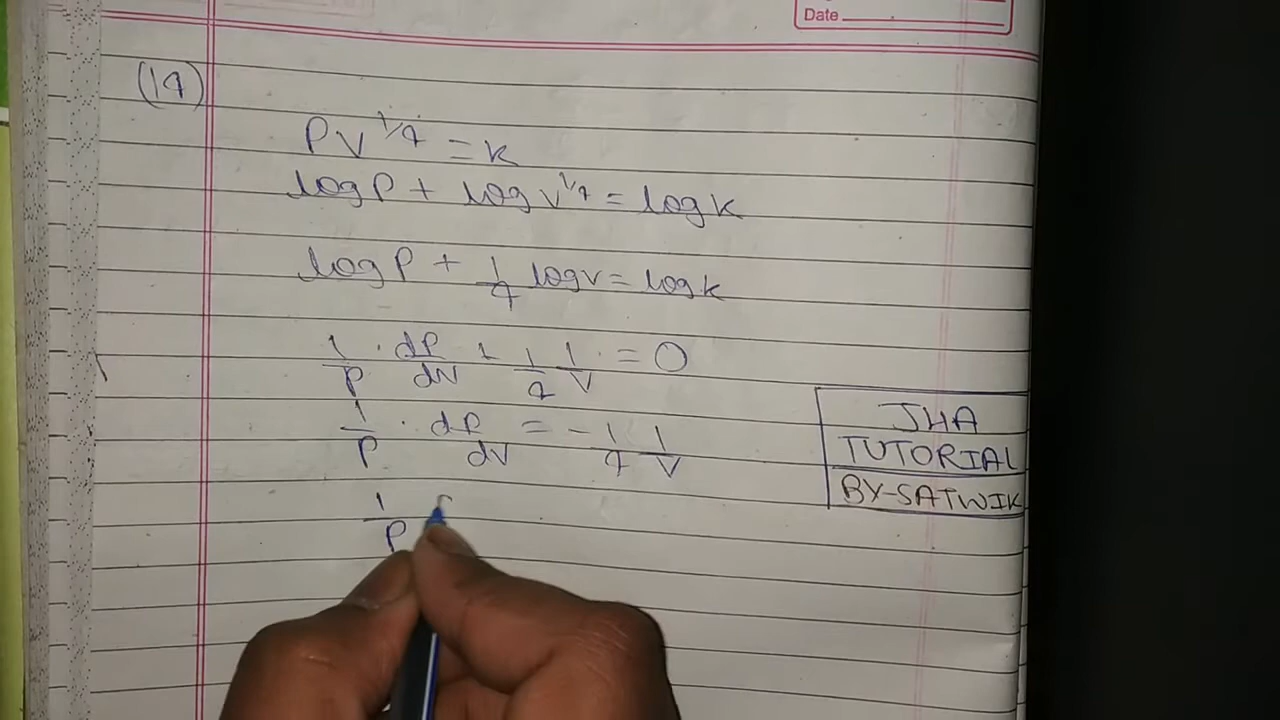 Date
(14)
PV^1/4 = K
log P + log V^1/4 = log K
log P + 1/4 log V = log K
1/P · dP/dV + 1/4 1/V = 0
1/P · dP/dV = - 1/4 1/V
1/P
JHA
TUTORIAL
BY-SATWIK